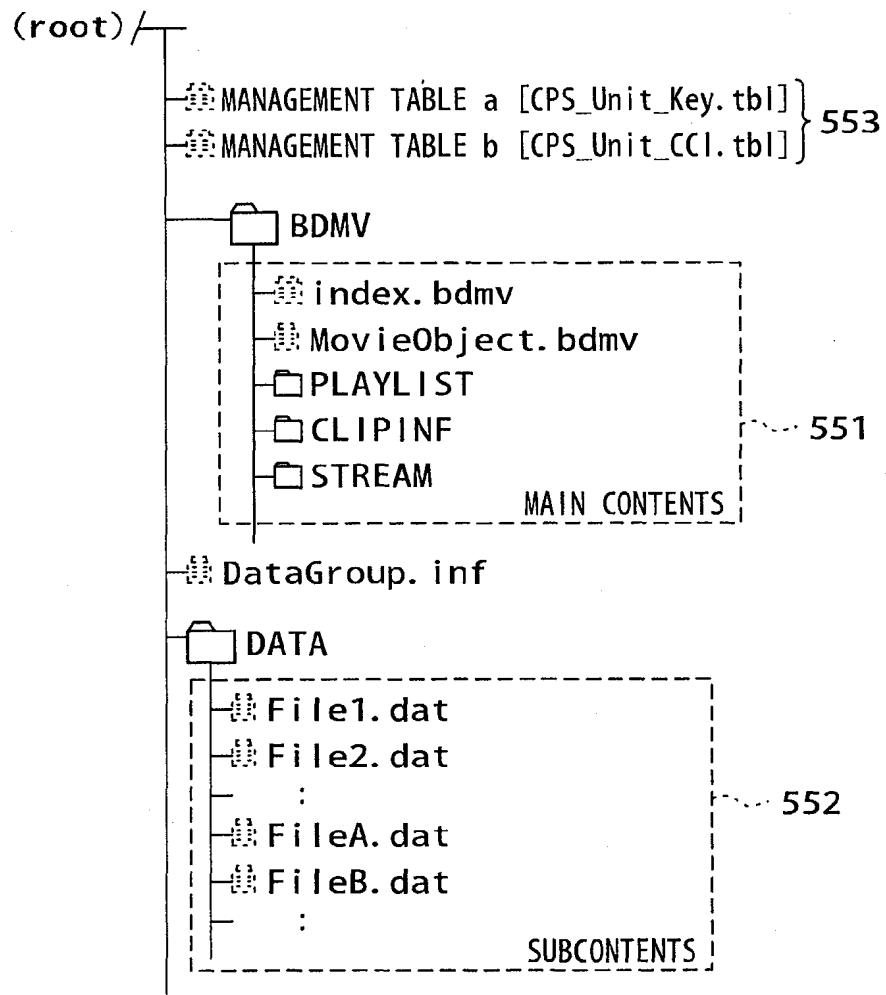 (root)/
MANAGEMENT TABLE a [CPS_Unit_Key.tbl]
553
MANAGEMENT TABLE b [CPS_Unit_CCI.tbl]
BDMV
index.bdmv
MovieObject.bdmv
PLAYLIST
CLIPINF
551
STREAM
MAIN CONTENTS
DataGroup.inf
DATA
File1.dat
File2.dat
:
552
FileA.dat
FileB.dat
:
SUBCONTENTS